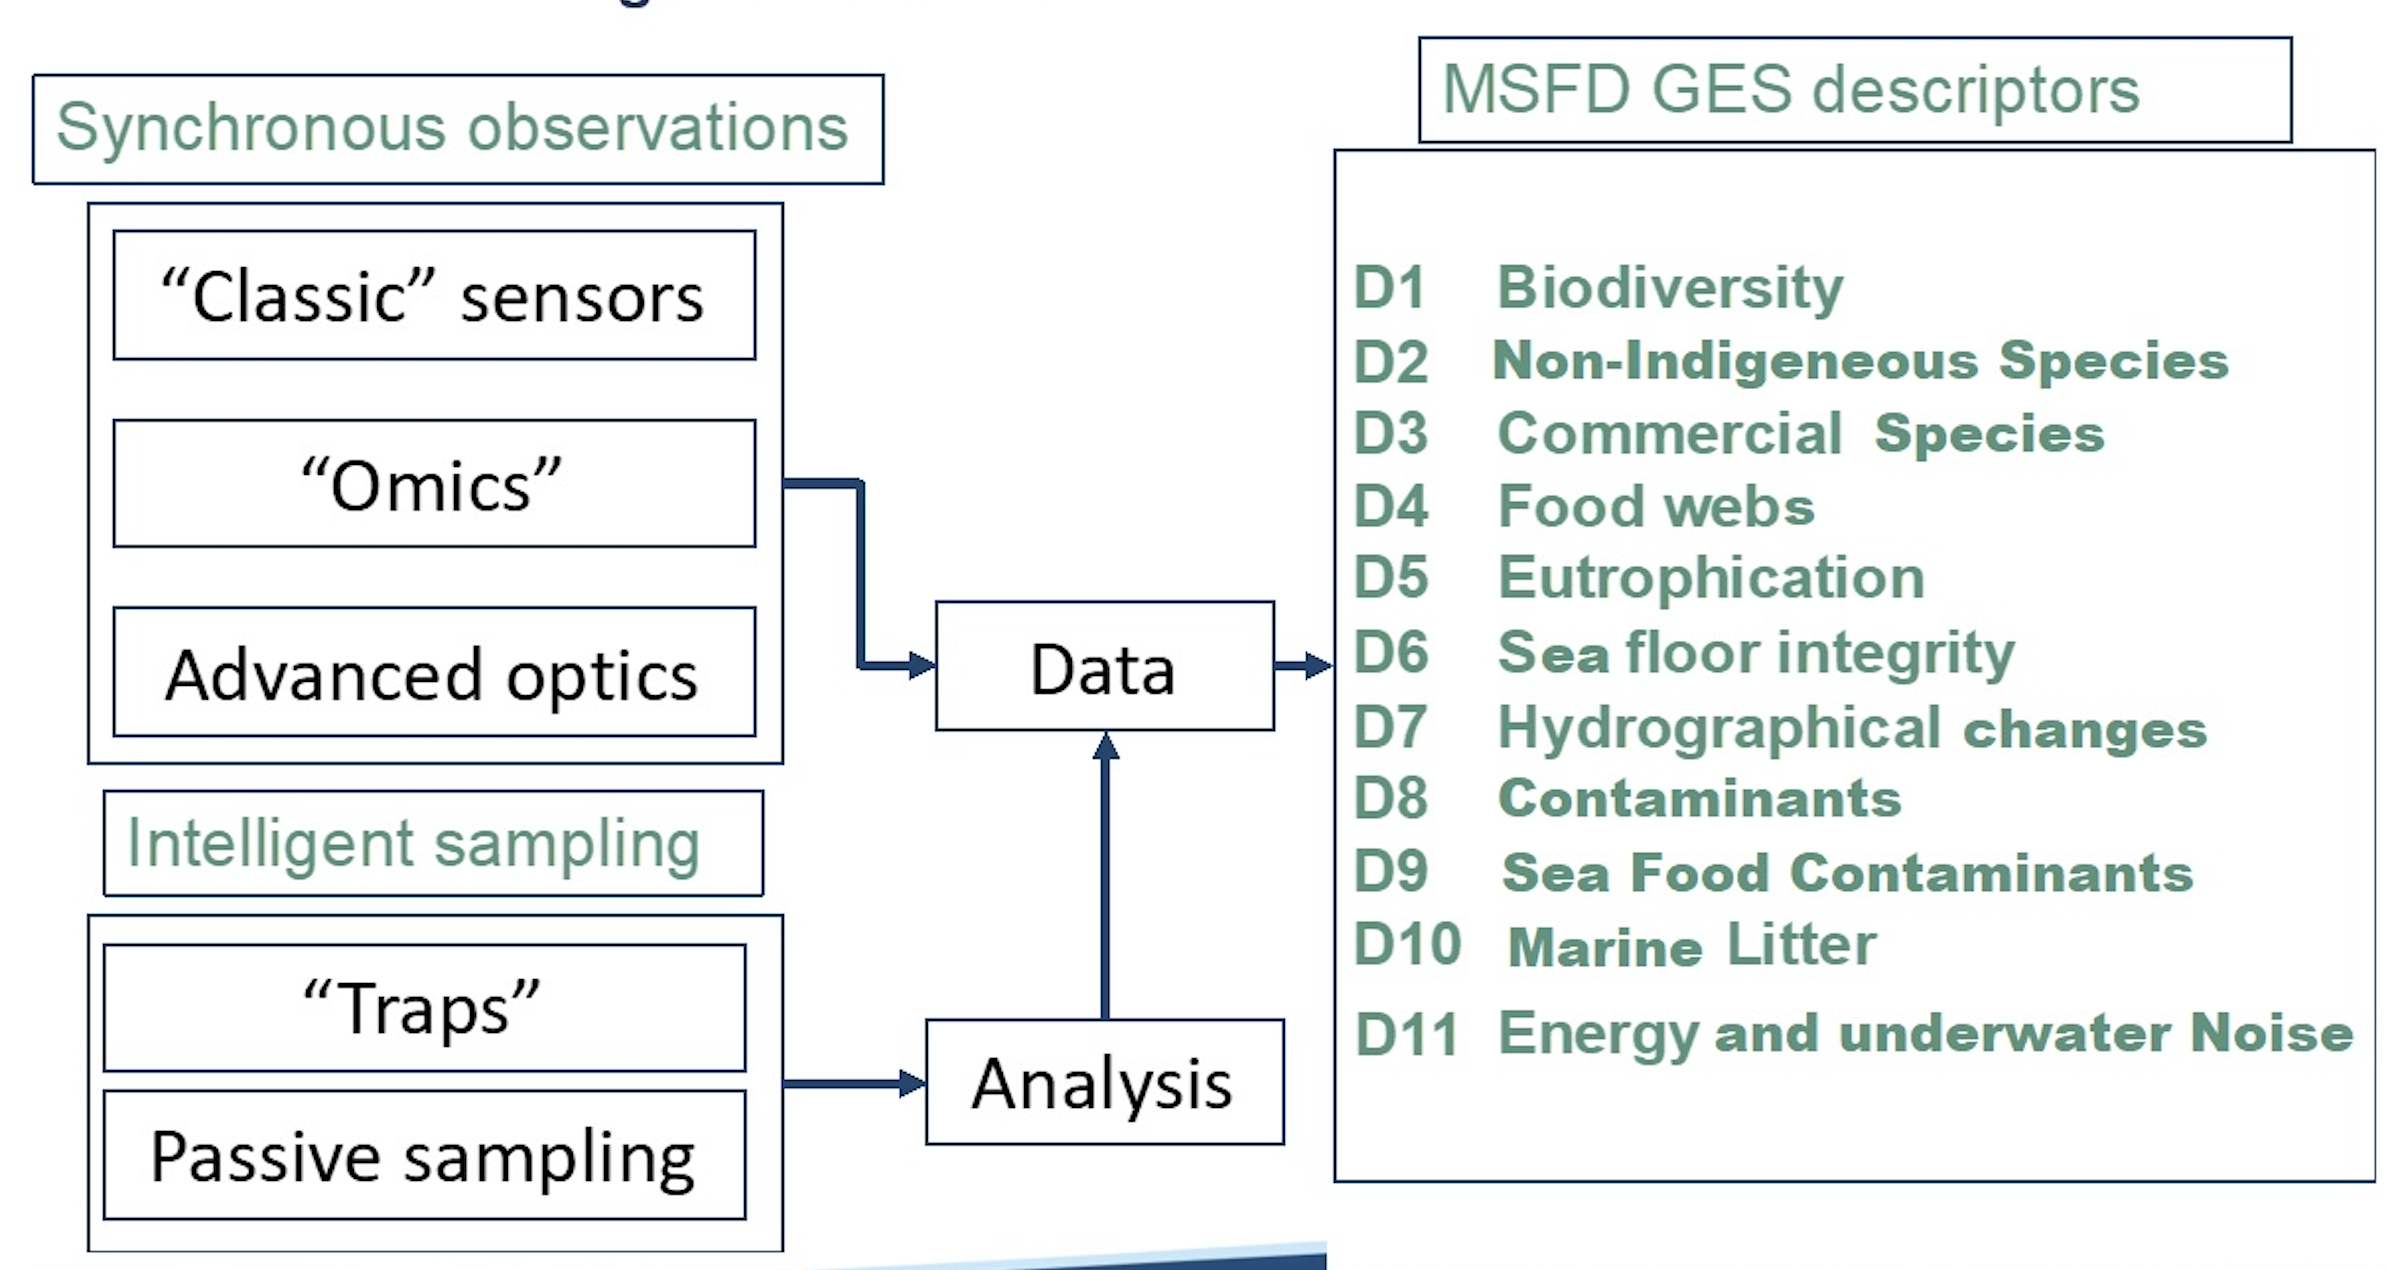 Synchronous observations
“Classic” sensors
“Omics”
Advanced optics
Intelligent sampling
“Traps”
Passive sampling
Data
Analysis
MSFD GES descriptors
D1 Biodiversity
D2 Non-Indigeneous Species
D3 Commercial Species
D4 Food webs
D5 Eutrophication
D6 Sea floor integrity
D7 Hydrographical changes
D8 Contaminants
D9 Sea Food Contaminants
D10 Marine Litter
D11 Energy and underwater Noise